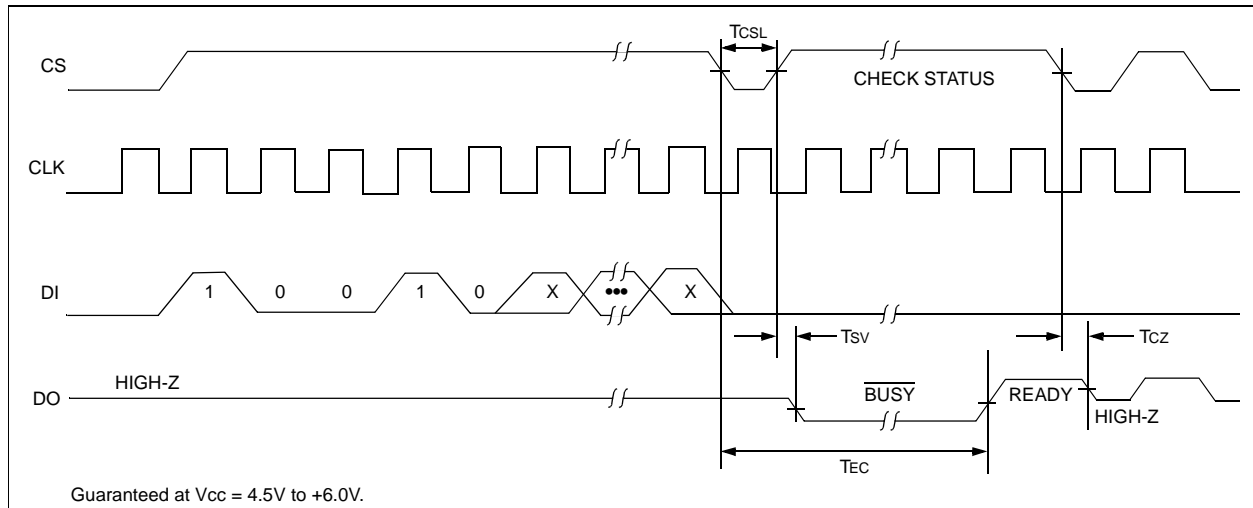 TCSL
CS
CHECK STATUS
CLK
DI
1 0 0 1 0 X ••• X
TSV
TCZ
HIGH-Z
DO
BUSY
READY
HIGH-Z
TEC
Guaranteed at Vcc = 4.5V to +6.0V.